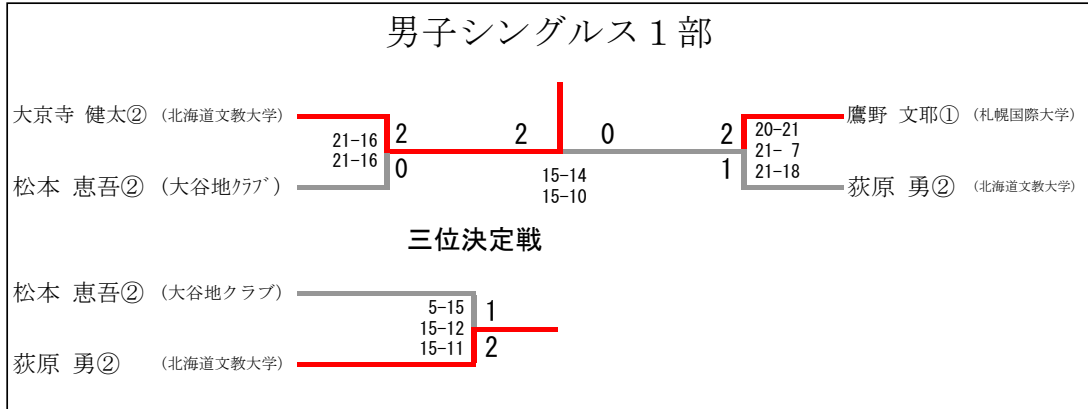 男子シングルス１部
大京寺 健太② (北海道文教大学)
21-16
21-16
2
0
松本 恵吾② (大谷地ｸﾗﾌﾞ)
2
0
15-14
15-10
2
1
20-21
21- 7
21-18
鷹野 文耶① (札幌国際大学)
荻原 勇② (北海道文教大学)
三位決定戦
松本 恵吾② (大谷地クラブ)
5-15
15-12
15-11
1
2
荻原 勇② (北海道文教大学)